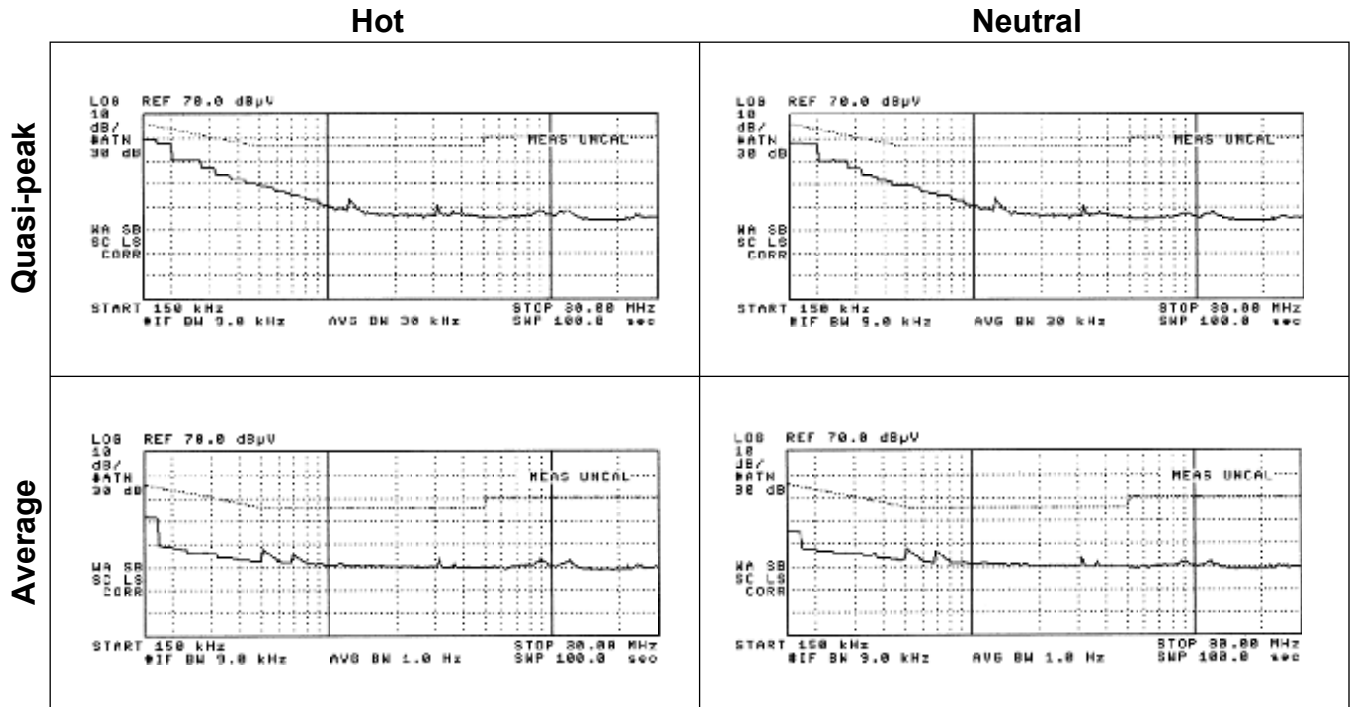 Hot
Neutral
Quasi-peak
LOG REF 70.0 dBµV
10
dB/
#ATN
30 dB
MEAS UNCAL
WA SB
SC LS
CORR
START 150 kHz STOP 30.00 MHz
#IF BW 9.0 kHz AVG BW 30 kHz SWP 100.0 sec
LOG REF 70.0 dBµV
10
dB/
#ATN
30 dB
MEAS UNCAL
WA SB
SC LS
CORR
START 150 kHz STOP 30.00 MHz
#IF BW 9.0 kHz AVG BW 30 kHz SWP 100.0 sec
Average
LOG REF 70.0 dBµV
10
dB/
#ATN
30 dB
MEAS UNCAL
WA SB
SC LS
CORR
START 150 kHz STOP 30.00 MHz
#IF BW 9.0 kHz AVG BW 1.0 Hz SWP 100.0 sec
LOG REF 70.0 dBµV
10
dB/
#ATN
30 dB
MEAS UNCAL
WA SB
SC LS
CORR
START 150 kHz STOP 30.00 MHz
#IF BW 9.0 kHz AVG BW 1.0 Hz SWP 100.0 sec